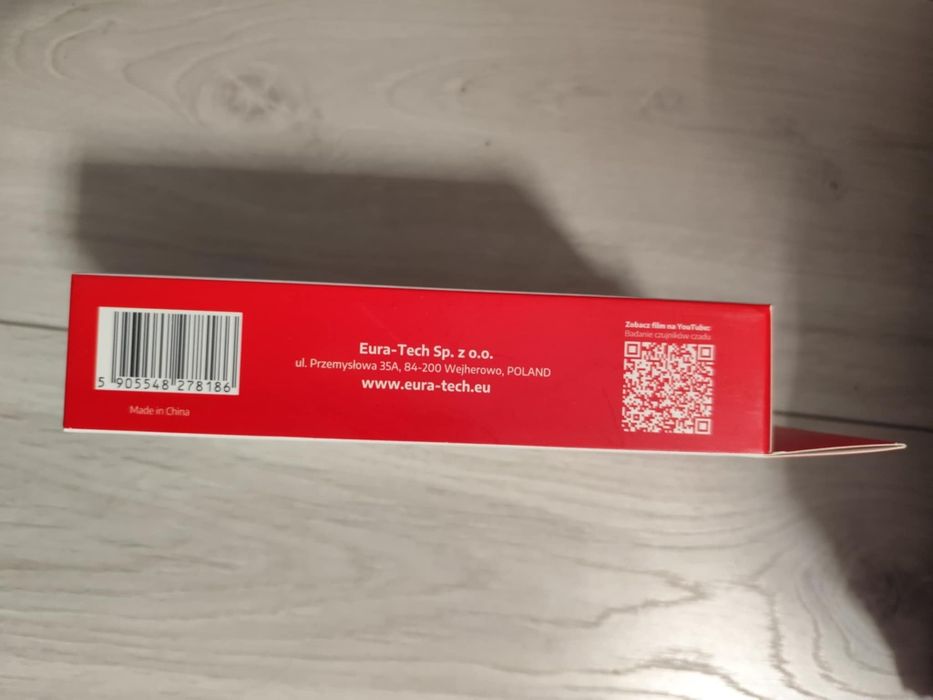 5 905548 278186
Made in China
Eura-Tech Sp. z o.o.
ul. Przemysłowa 35A, 84-200 Wejherowo, POLAND
www.eura-tech.eu
Zobacz film na YouTube:
Badanie czujników czadu